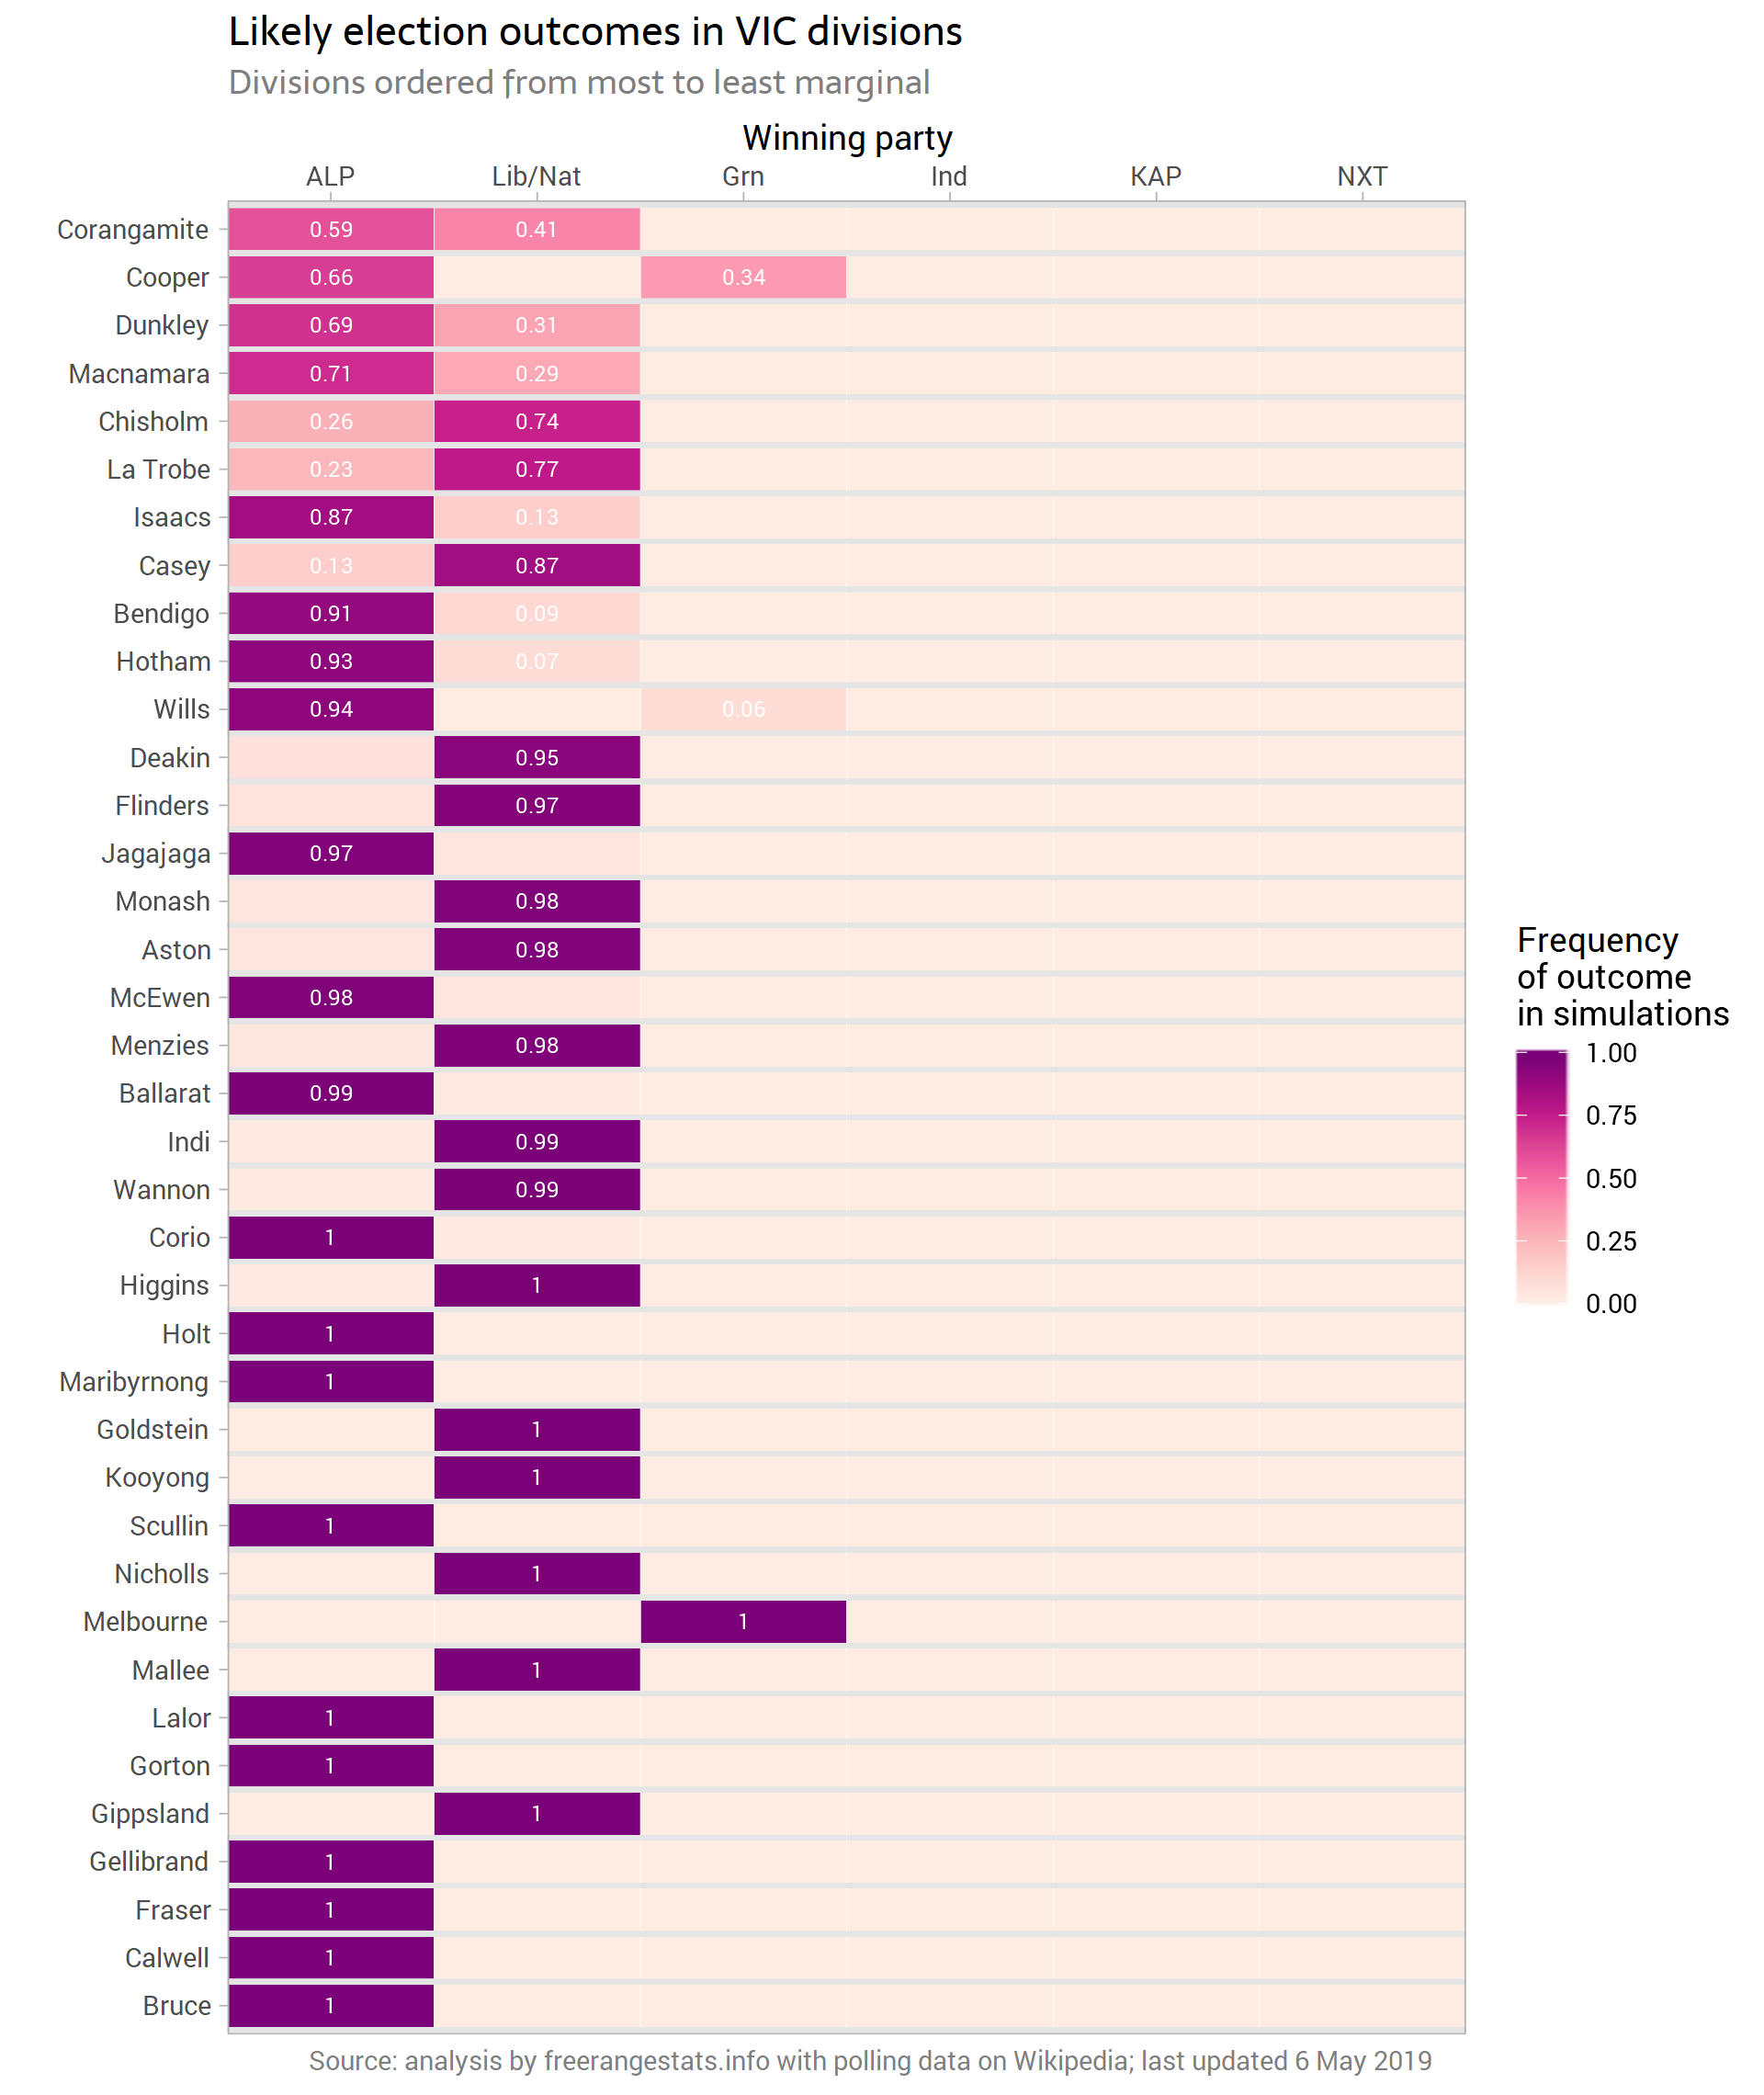 Likely election outcomes in VIC divisions
Divisions ordered from most to least marginal
Winning party
ALP Lib/Nat Grn Ind KAP NXT
Corangamite 0.59 0.41
Cooper 0.66 0.34
Dunkley 0.69 0.31
Macnamara 0.71 0.29
Chisholm 0.26 0.74
La Trobe 0.23 0.77
Isaacs 0.87 0.13
Casey 0.13 0.87
Bendigo 0.91 0.09
Hotham 0.93 0.07
Wills 0.94 0.06
Deakin 0.95
Flinders 0.97
Jagajaga 0.97
Monash 0.98
Aston 0.98
McEwen 0.98
Menzies 0.98
Ballarat 0.99
Indi 0.99
Wannon 0.99
Corio 1
Higgins 1
Holt 1
Maribyrnong 1
Goldstein 1
Kooyong 1
Scullin 1
Nicholls 1
Melbourne 1
Mallee 1
Lalor 1
Gorton 1
Gippsland 1
Gellibrand 1
Fraser 1
Calwell 1
Bruce 1
Frequency
of outcome
in simulations
1.00
0.75
0.50
0.25
0.00
Source: analysis by freerangestats.info with polling data on Wikipedia; last updated 6 May 2019